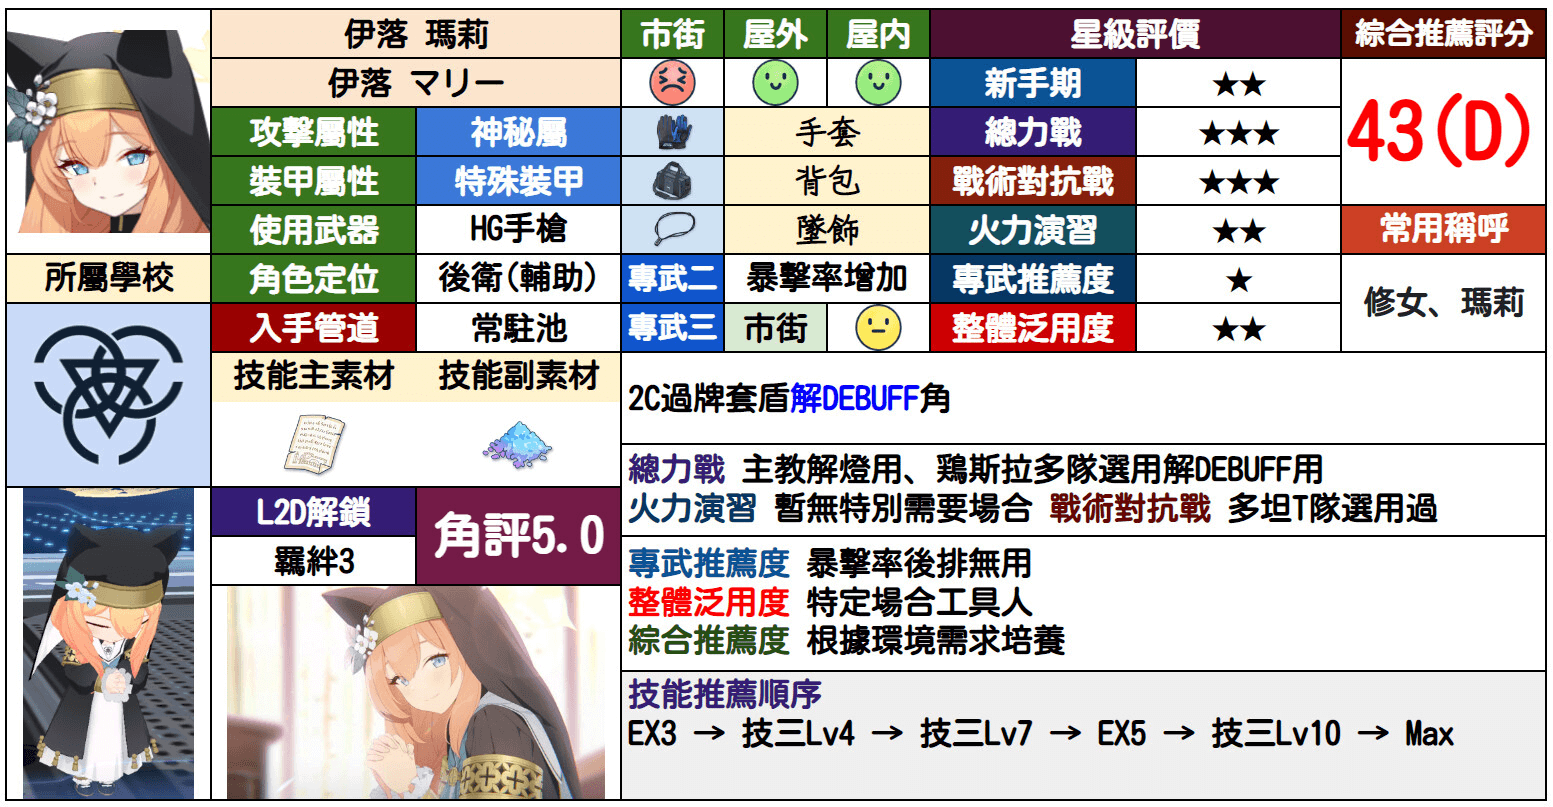 伊落 瑪莉
市街 屋外 屋内 星級評價 綜合推薦評分
伊落 マリー
新手期 ★★
43(D)
攻擊屬性 神秘屬 手套 總力戰 ★★★
裝甲屬性 特殊裝甲 背包 戰術對抗戰 ★★★
使用武器 HG手槍 墜飾 火力演習 ★★ 常用稱呼
所屬學校 角色定位 後衛(輔助) 專武二 暴擊率增加 專武推薦度 ★
修女、瑪莉
入手管道 常駐池 專武三 市街 整體泛用度 ★★
技能主素材 技能副素材
2C過牌套盾解DEBUFF角
總力戰 主教解燈用、鶏斯拉多隊選用解DEBUFF用
火力演習 暫無特別需要場合 戰術對抗戰 多坦T隊選用過
L2D解鎖
角評5.0
羈絆3
專武推薦度 暴擊率後排無用
整體泛用度 特定場合工具人
綜合推薦度 根據環境需求培養
技能推薦順序
EX3 → 技三Lv4 → 技三Lv7 → EX5 → 技三Lv10 → Max